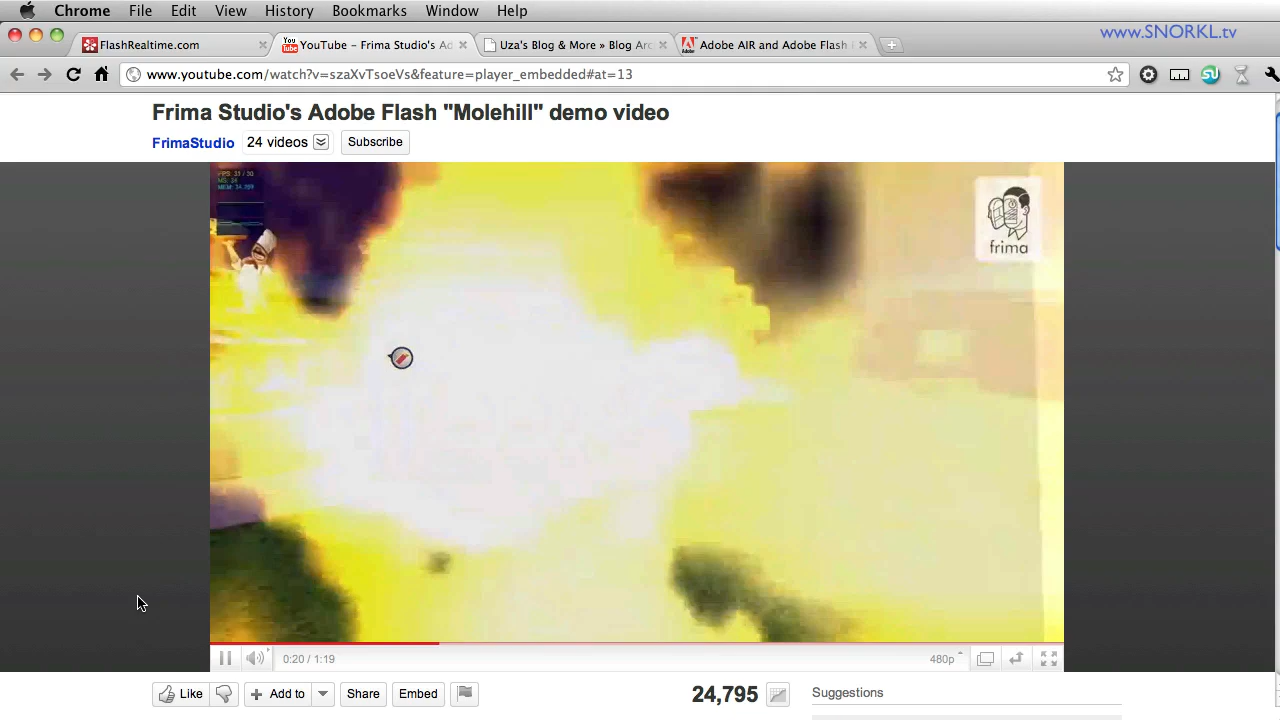 Chrome File Edit View History Bookmarks Window Help
www.SNORKL.tv
FlashRealtime.com
YouTube – Frima Studio's Ad
Uza's Blog & More » Blog Arc
Adobe AIR and Adobe Flash
www.youtube.com/watch?v=szaXvTsoeVs&feature=player_embedded#at=13
Frima Studio's Adobe Flash "Molehill" demo video
FrimaStudio 24 videos Subscribe
frima
0:20 / 1:19
480p
Like Add to Share Embed
24,795
Suggestions